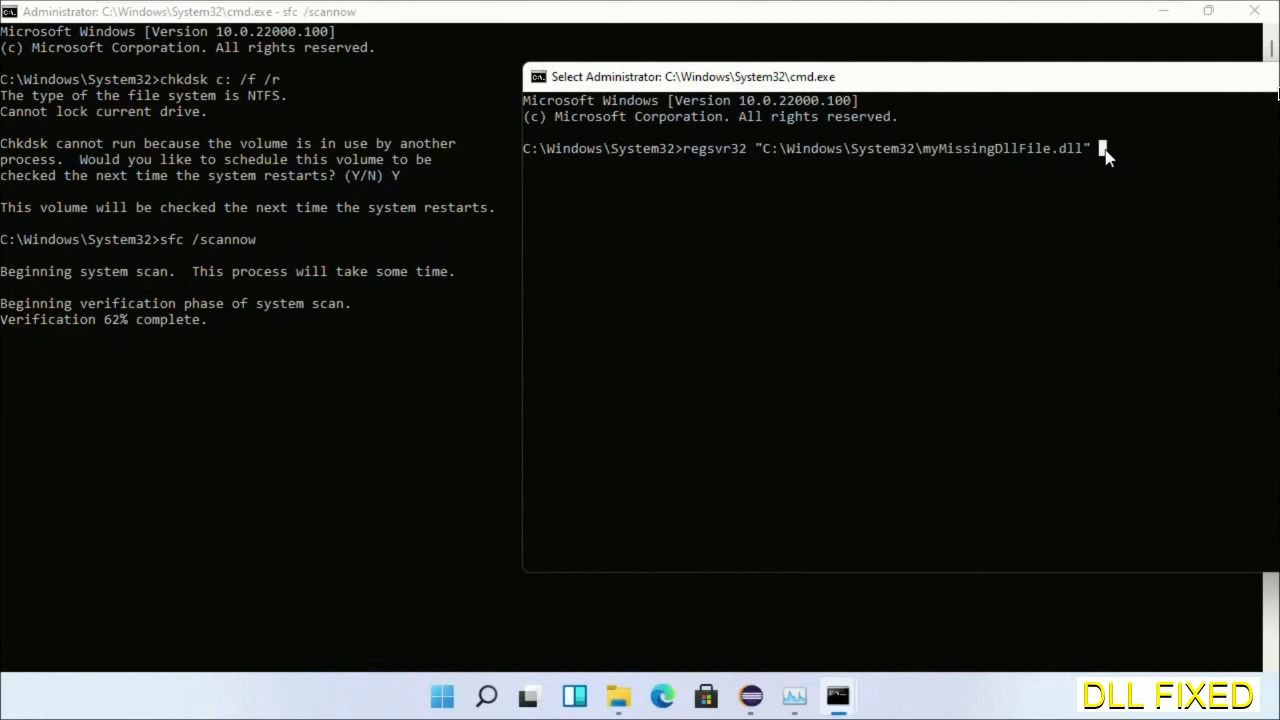 Administrator: C:\Windows\System32\cmd.exe - sfc /scannow
Microsoft Windows [Version 10.0.22000.100]
(c) Microsoft Corporation. All rights reserved.
C:\Windows\System32>chkdsk c: /f /r
The type of the file system is NTFS.
Cannot lock current drive.
Chkdsk cannot run because the volume is in use by another
process.  Would you like to schedule this volume to be
checked the next time the system restarts? (Y/N) Y
This volume will be checked the next time the system restarts.
C:\Windows\System32>sfc /scannow
Beginning system scan.  This process will take some time.
Beginning verification phase of system scan.
Verification 62% complete.
Select Administrator: C:\Windows\System32\cmd.exe
Microsoft Windows [Version 10.0.22000.100]
(c) Microsoft Corporation. All rights reserved.
C:\Windows\System32>regsvr32 "C:\Windows\System32\myMissingDllFile.dll"
DLL FIXED